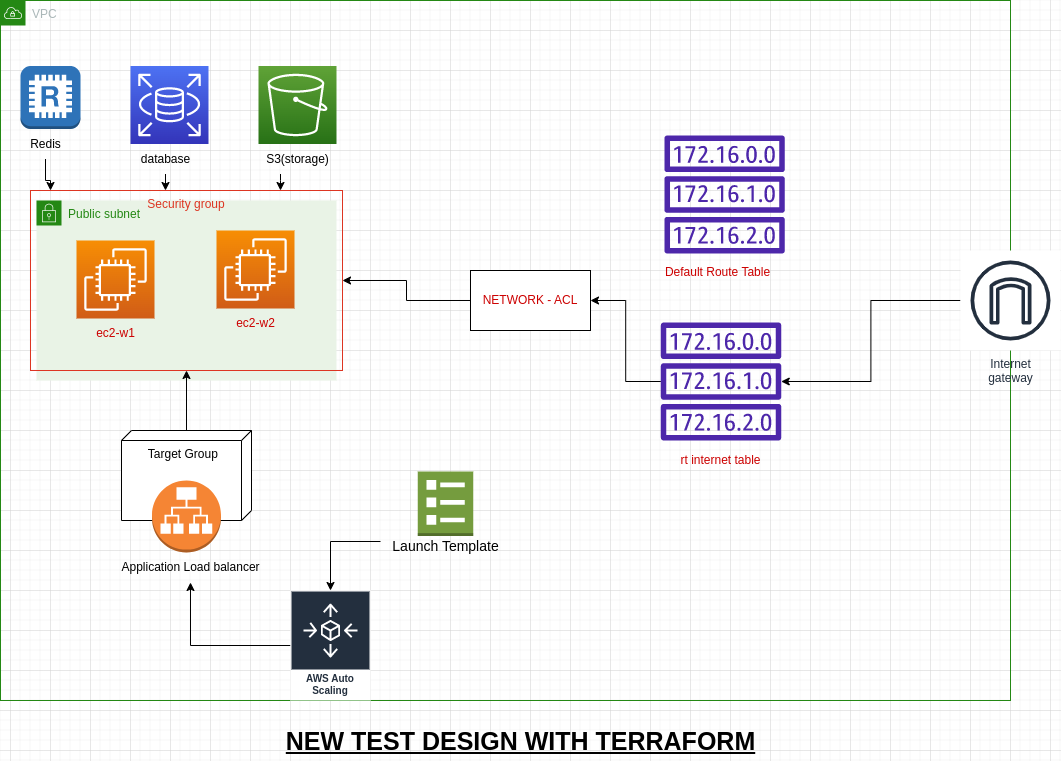 VPC
R
Redis
database
S3(storage)
Security group
Public subnet
ec2-w1
ec2-w2
NETWORK - ACL
172.16.0.0
172.16.1.0
172.16.2.0
Default Route Table
172.16.0.0
172.16.1.0
172.16.2.0
rt internet table
Internet
gateway
Target Group
Application Load balancer
Launch Template
AWS Auto
Scaling
NEW TEST DESIGN WITH TERRAFORM